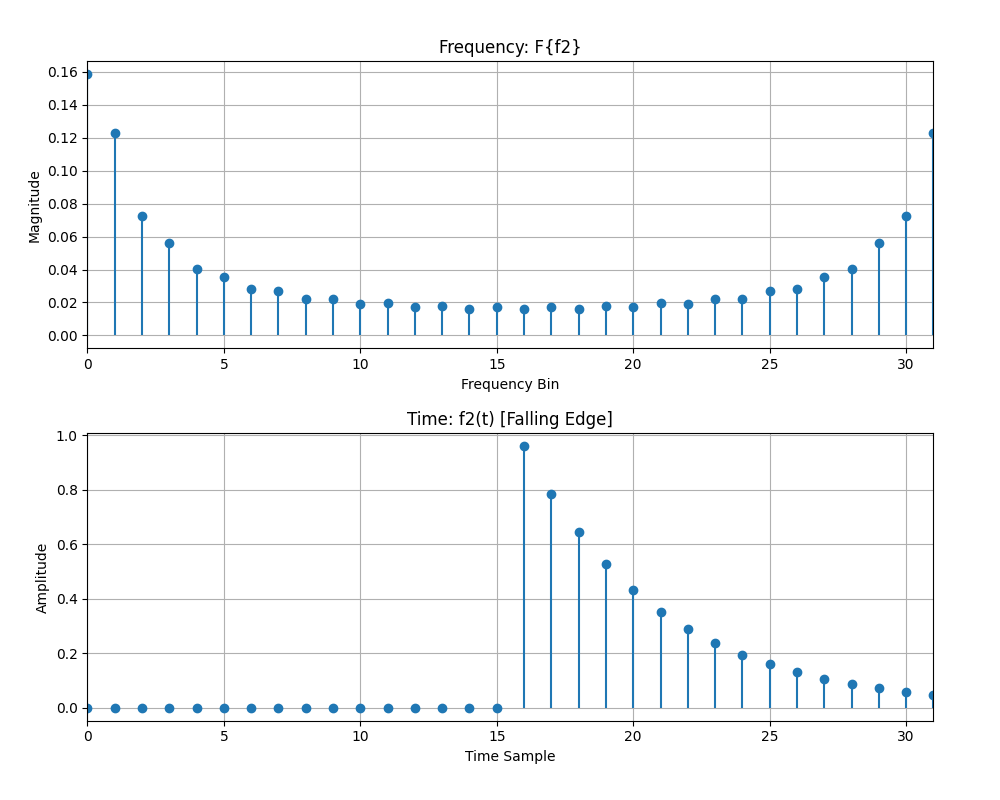 Frequency: F{f2}
0.16
0.14
0.12
0.10
0.08
0.06
0.04
0.02
0.00
Magnitude
0 5 10 15 20 25 30
Frequency Bin
Time: f2(t) [Falling Edge]
1.0
0.8
0.6
0.4
0.2
0.0
Amplitude
0 5 10 15 20 25 30
Time Sample